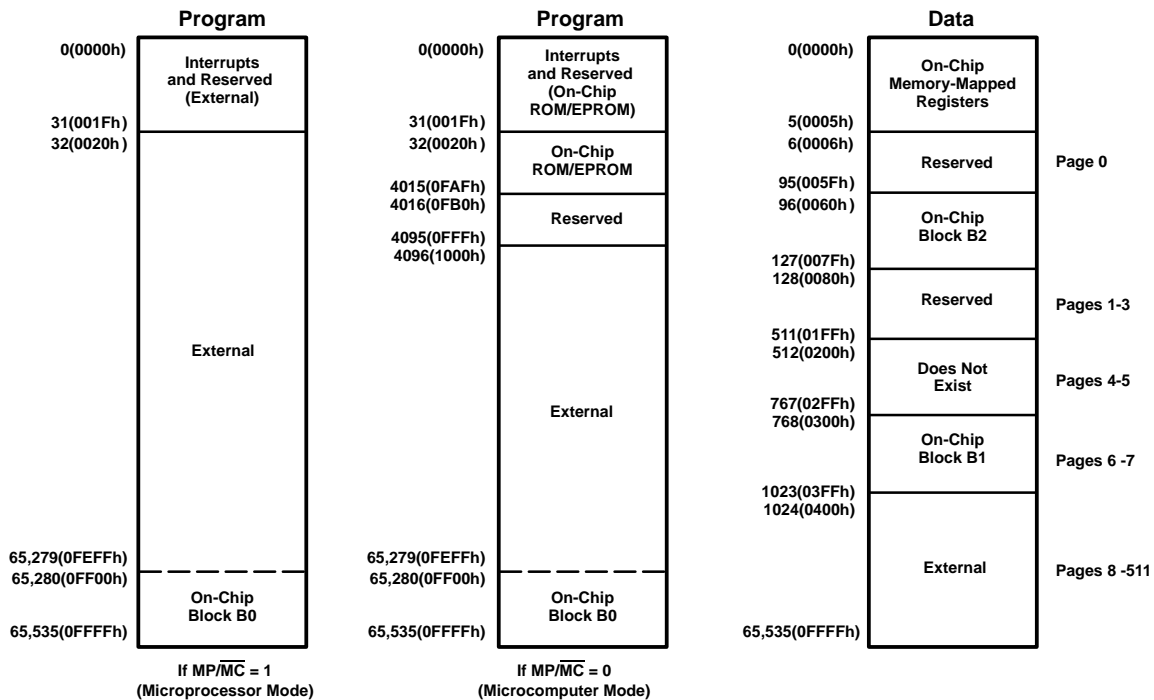 Program
0(0000h)
Interrupts
and Reserved
(External)
31(001Fh)
32(0020h)
External
65,279(0FEFFh)
65,280(0FF00h)
On-Chip
Block B0
65,535(0FFFFh)
If MP/M̅C̅ = 1
(Microprocessor Mode)
Program
0(0000h)
Interrupts
and Reserved
(On-Chip
ROM/EPROM)
31(001Fh)
32(0020h)
On-Chip
ROM/EPROM
4015(0FAFh)
4016(0FB0h)
Reserved
4095(0FFFh)
4096(1000h)
External
65,279(0FEFFh)
65,280(0FF00h)
On-Chip
Block B0
65,535(0FFFFh)
If MP/M̅C̅ = 0
(Microcomputer Mode)
Data
0(0000h)
On-Chip
Memory-Mapped
Registers
5(0005h)
6(0006h)
Reserved
Page 0
95(005Fh)
96(0060h)
On-Chip
Block B2
127(007Fh)
128(0080h)
Reserved
Pages 1-3
511(01FFh)
512(0200h)
Does Not
Exist
Pages 4-5
767(02FFh)
768(0300h)
On-Chip
Block B1
Pages 6 -7
1023(03FFh)
1024(0400h)
External
Pages 8 -511
65,535(0FFFFh)